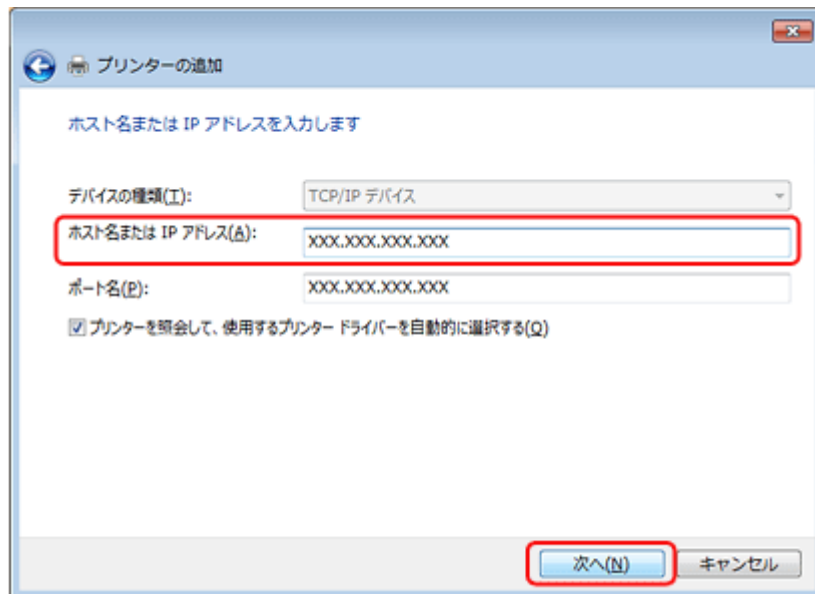 プリンターの追加
ホスト名または IP アドレスを入力します
デバイスの種類(T): TCP/IP デバイス
ホスト名または IP アドレス(A): XXX.XXX.XXX.XXX
ポート名(P): XXX.XXX.XXX.XXX
プリンターを照会して、使用するプリンター ドライバーを自動的に選択する(Q)
次へ(N) キャンセル